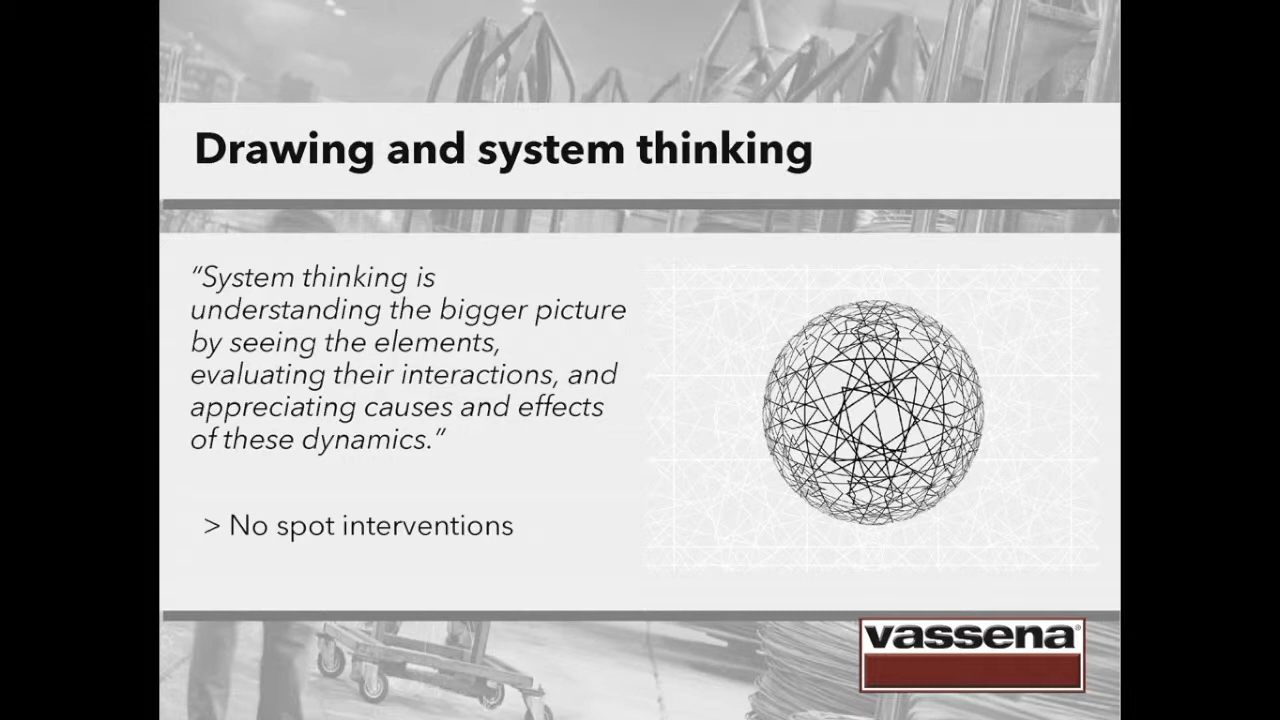 Drawing and system thinking
“System thinking is
understanding the bigger picture
by seeing the elements,
evaluating their interactions, and
appreciating causes and effects
of these dynamics.”
> No spot interventions
vassena®